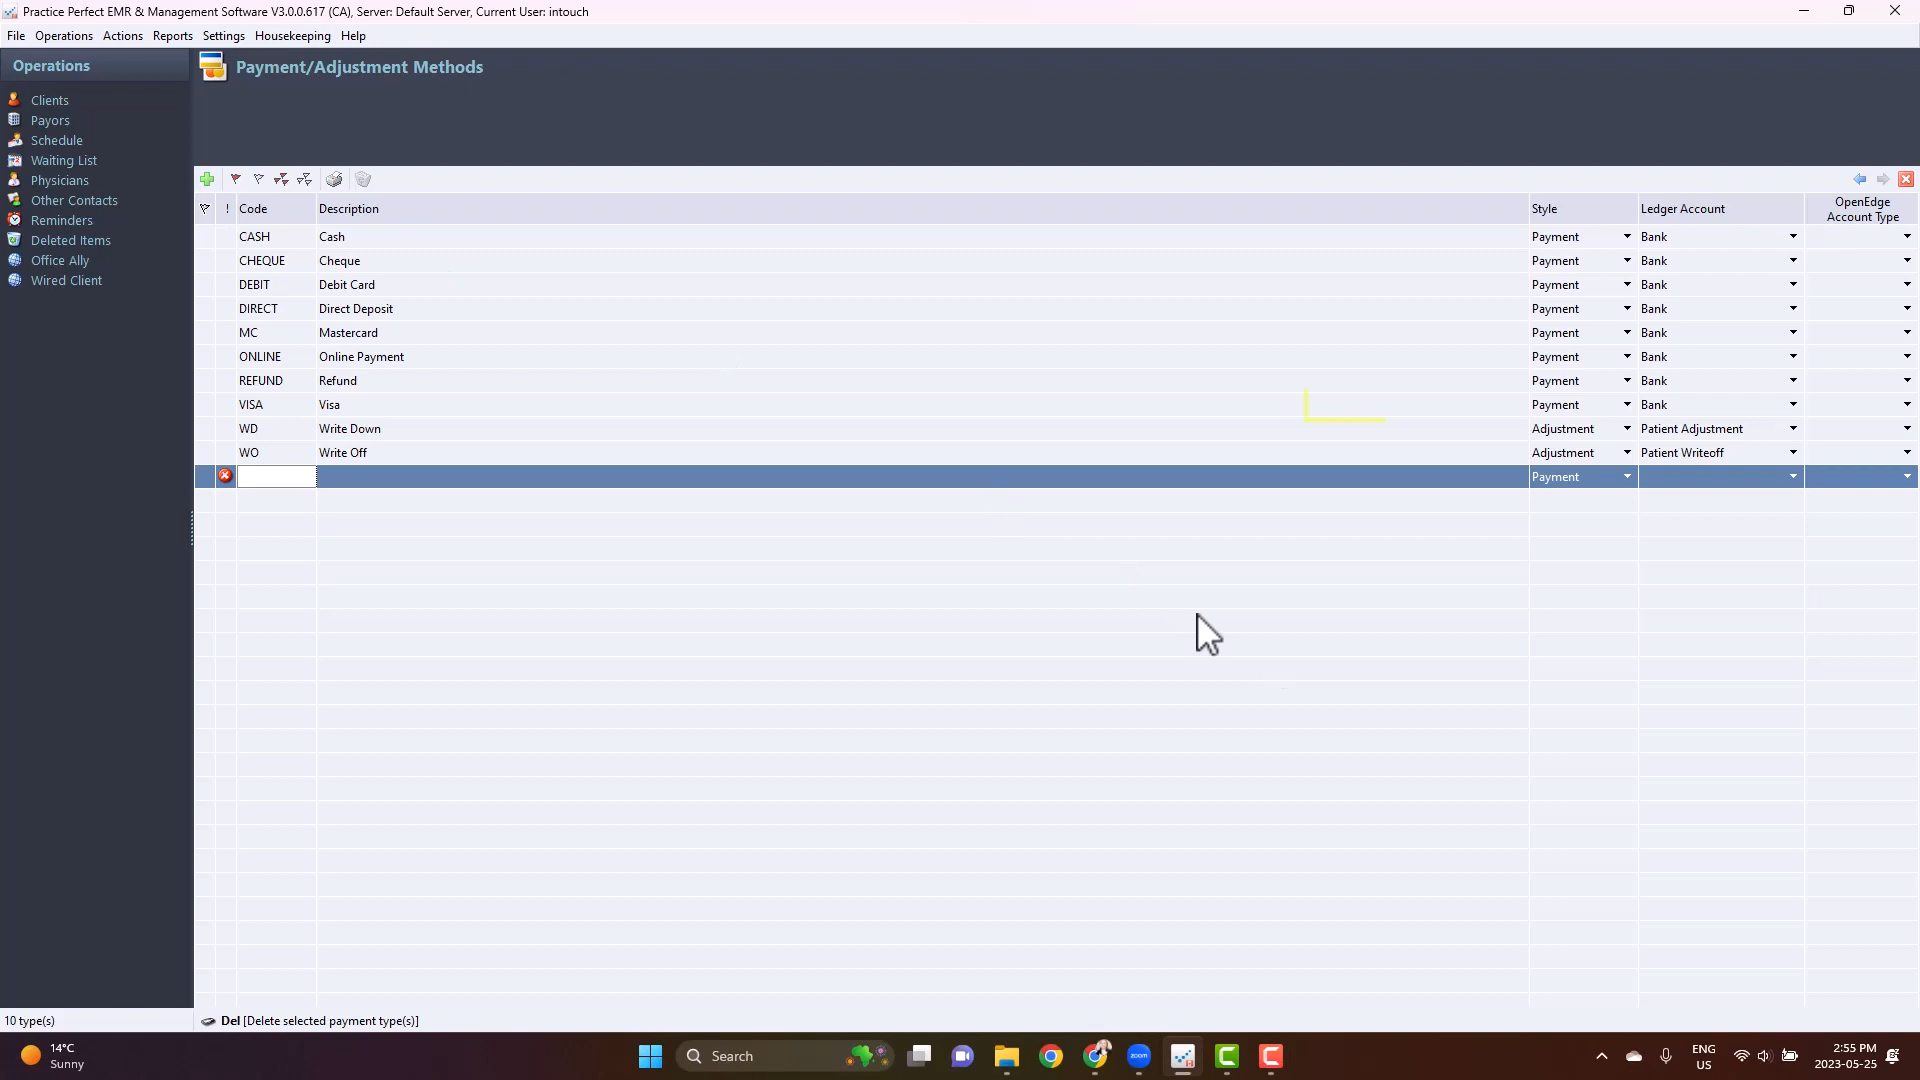 Practice Perfect EMR & Management Software V3.0.0.617 (CA), Server: Default Server, Current User: intouch
File Operations Actions Reports Settings Housekeeping Help
Operations
Clients
Payors
Schedule
Waiting List
Physicians
Other Contacts
Reminders
Deleted Items
Office Ally
Wired Client
Payment/Adjustment Methods
! Code Description Style Ledger Account OpenEdge Account Type
CASH Cash Payment Bank
CHEQUE Cheque Payment Bank
DEBIT Debit Card Payment Bank
DIRECT Direct Deposit Payment Bank
MC Mastercard Payment Bank
ONLINE Online Payment Payment Bank
REFUND Refund Payment Bank
VISA Visa Payment Bank
WD Write Down Adjustment Patient Adjustment
WO Write Off Adjustment Patient Writeoff
Payment
10 type(s) Del [Delete selected payment type(s)]
14°C
Sunny
Search
zoom
ENG
US
2:55 PM
2023-05-25